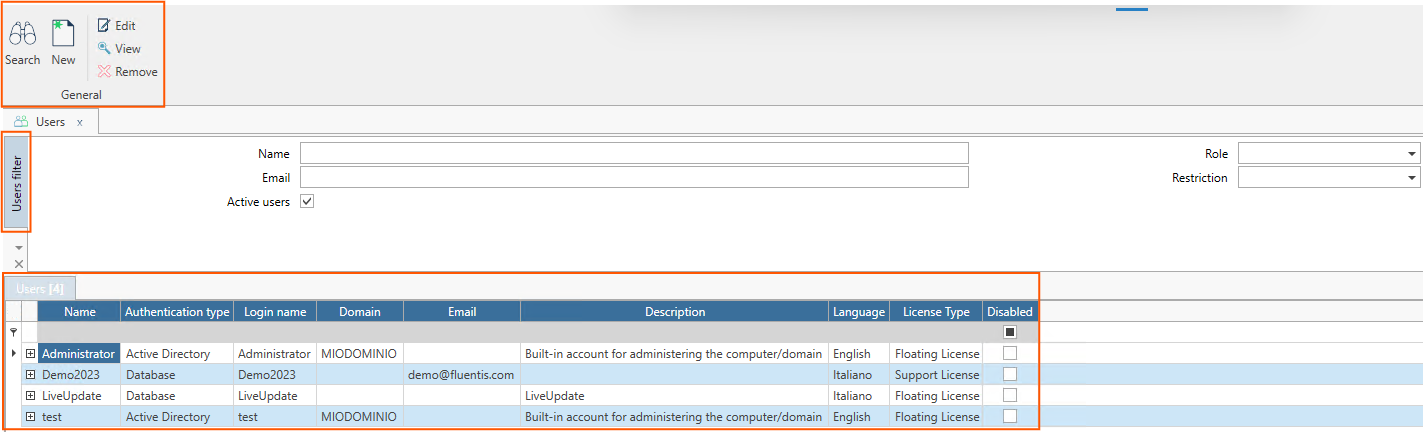 Search New Edit
View
Remove
General
Users x
Users filter
Name Role
Email Restriction
Active users
Users [4]
Name Authentication type Login name Domain Email Description Language License Type Disabled
Administrator Active Directory Administrator MIODOMINIO Built-in account for administering the computer/domain English Floating License
Demo2023 Database Demo2023 demo@fluentis.com Italiano Support License
LiveUpdate Database LiveUpdate LiveUpdate Italiano Floating License
test Active Directory test MIODOMINIO Built-in account for administering the computer/domain English Floating License